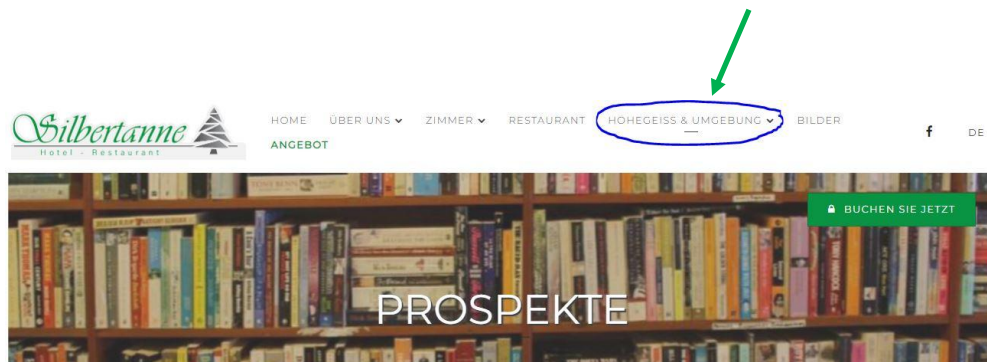 Silbertanne
Hotel - Restaurant
HOME ÜBER UNS ZIMMER RESTAURANT HOHEGEISS & UMGEBUNG BILDER
ANGEBOT
f DE
BUCHEN SIE JETZT
PROSPEKTE